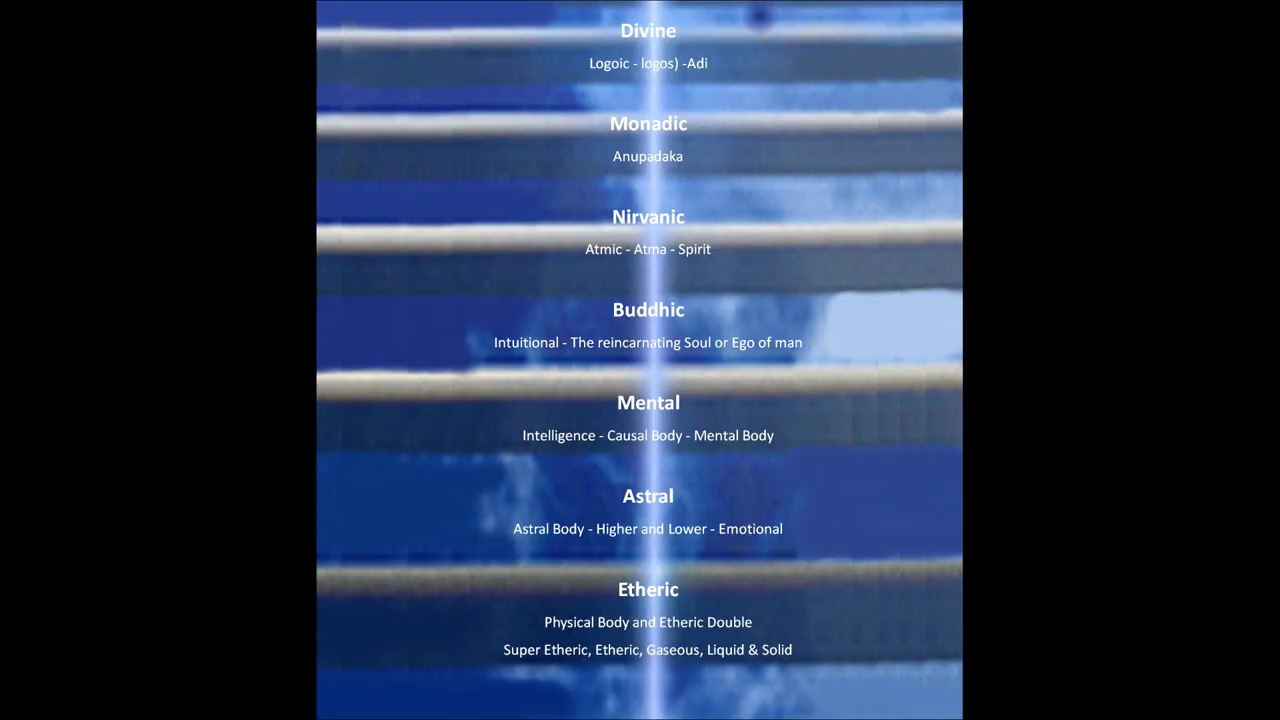 Divine
Logoic - logos) -Adi
Monadic
Anupadaka
Nirvanic
Atmic - Atma - Spirit
Buddhic
Intuitional - The reincarnating Soul or Ego of man
Mental
Intelligence - Causal Body - Mental Body
Astral
Astral Body - Higher and Lower - Emotional
Etheric
Physical Body and Etheric Double
Super Etheric, Etheric, Gaseous, Liquid & Solid